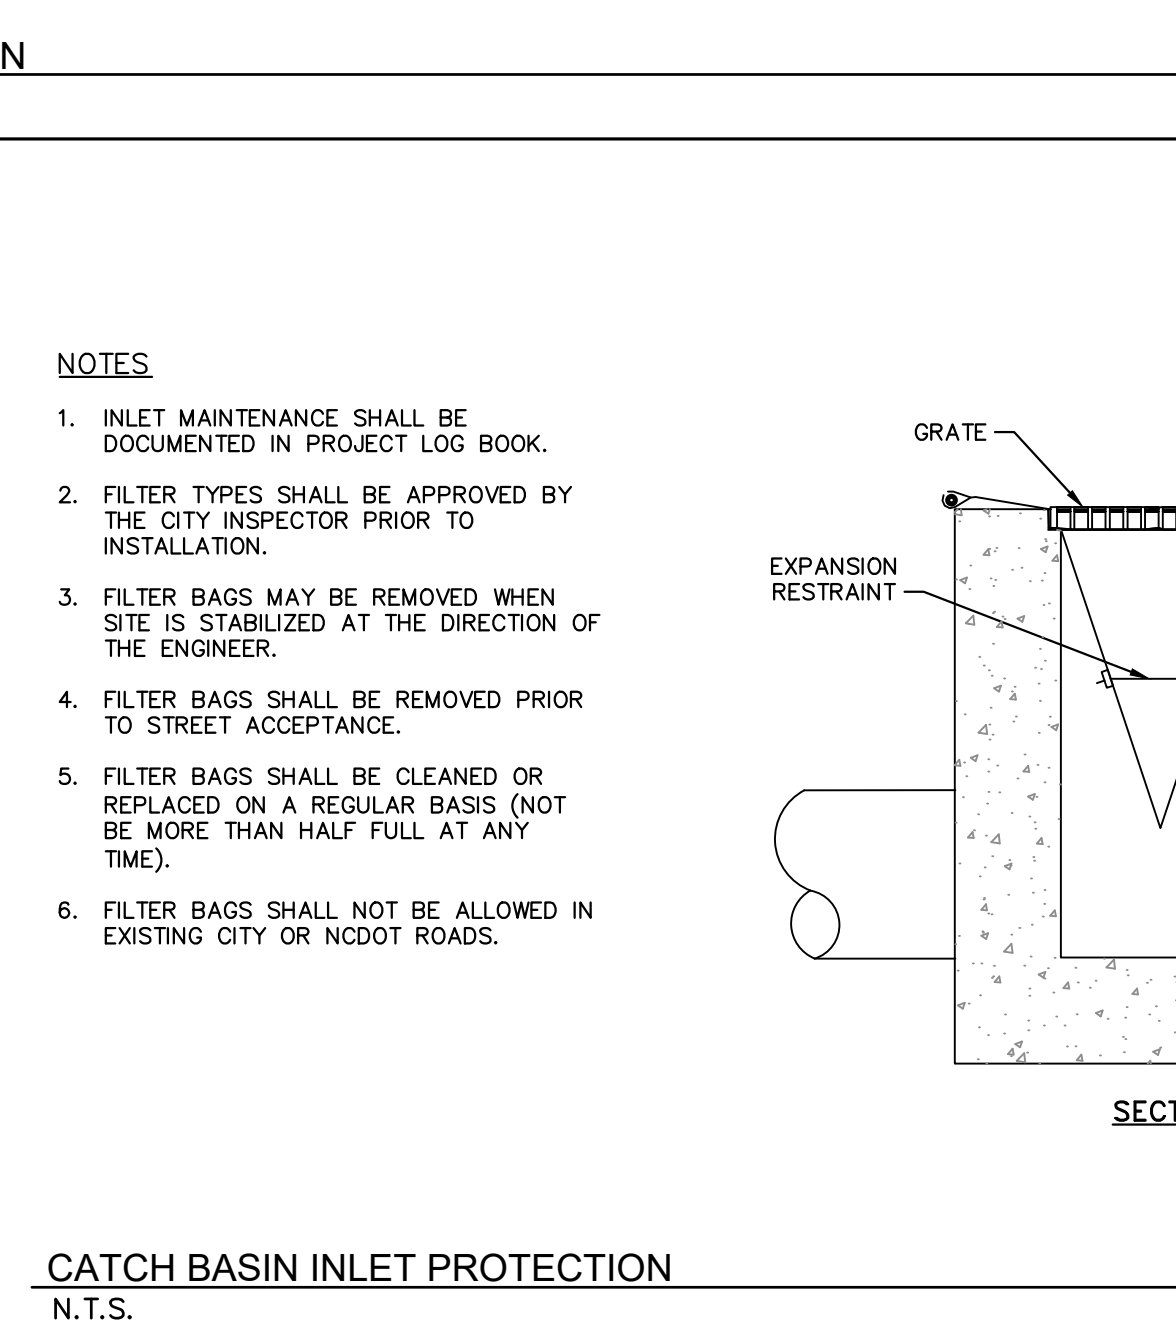 N
NOTES
1. INLET MAINTENANCE SHALL BE
DOCUMENTED IN PROJECT LOG BOOK.
2. FILTER TYPES SHALL BE APPROVED BY
THE CITY INSPECTOR PRIOR TO
INSTALLATION.
3. FILTER BAGS MAY BE REMOVED WHEN
SITE IS STABILIZED AT THE DIRECTION OF
THE ENGINEER.
4. FILTER BAGS SHALL BE REMOVED PRIOR
TO STREET ACCEPTANCE.
5. FILTER BAGS SHALL BE CLEANED OR
REPLACED ON A REGULAR BASIS (NOT
BE MORE THAN HALF FULL AT ANY
TIME).
6. FILTER BAGS SHALL NOT BE ALLOWED IN
EXISTING CITY OR NCDOT ROADS.
GRATE
EXPANSION
RESTRAINT
SECT
CATCH BASIN INLET PROTECTION
N.T.S.